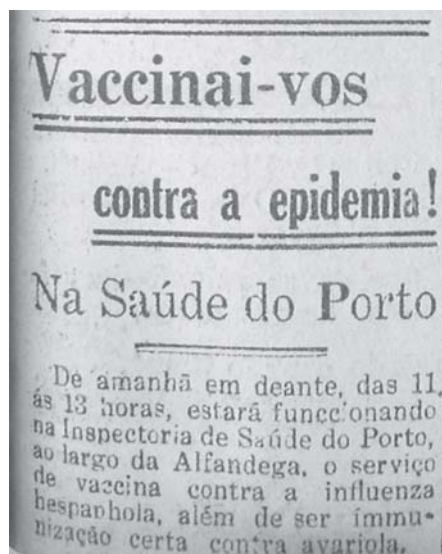 Vaccinai-vos
contra a epidemia!
Na Saúde do Porto
De amanhã em deante, das 11
ás 13 horas, estará funccionando
na Inspectoria de Saúde do Porto,
ao largo da Alfandega, o serviço
de vaccina contra a influenza
hespanhola, além de ser immu-
nização certa contra avariola.